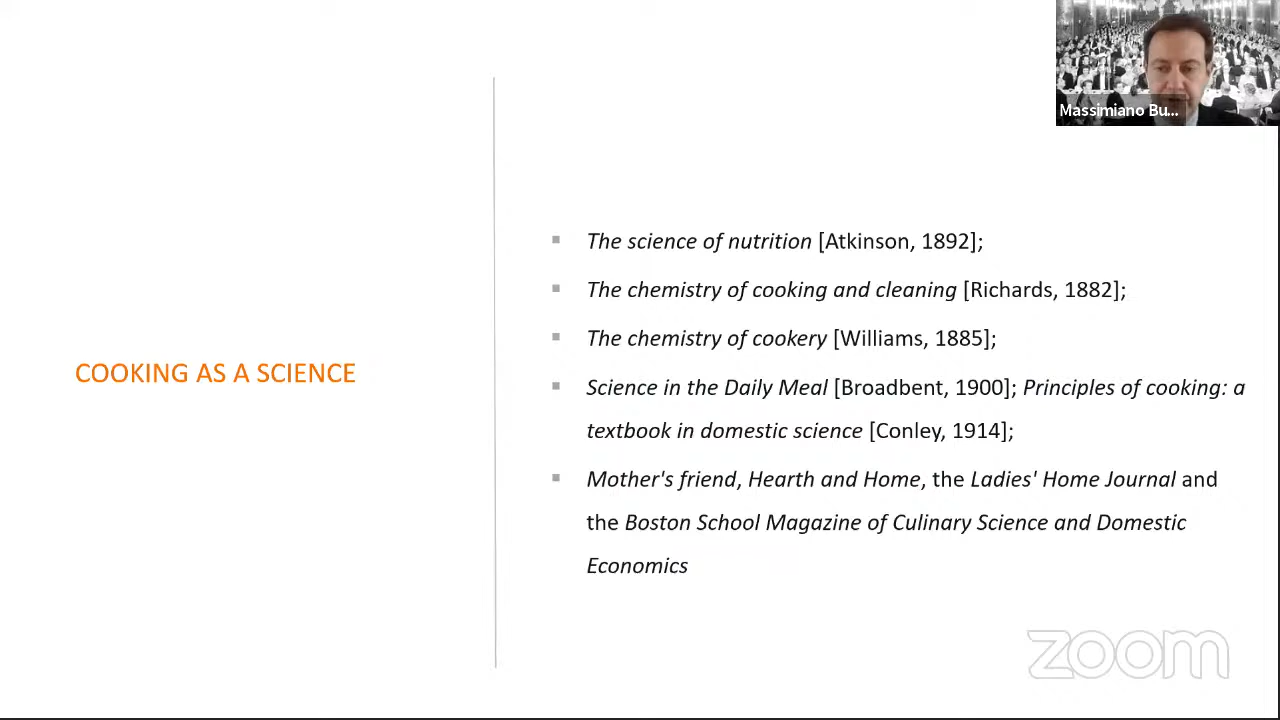 Massimiano Bu...
The science of nutrition [Atkinson, 1892];
The chemistry of cooking and cleaning [Richards, 1882];
The chemistry of cookery [Williams, 1885];
COOKING AS A SCIENCE
Science in the Daily Meal [Broadbent, 1900]; Principles of cooking: a
textbook in domestic science [Conley, 1914];
Mother's friend, Hearth and Home, the Ladies' Home Journal and
the Boston School Magazine of Culinary Science and Domestic
Economics
zoom